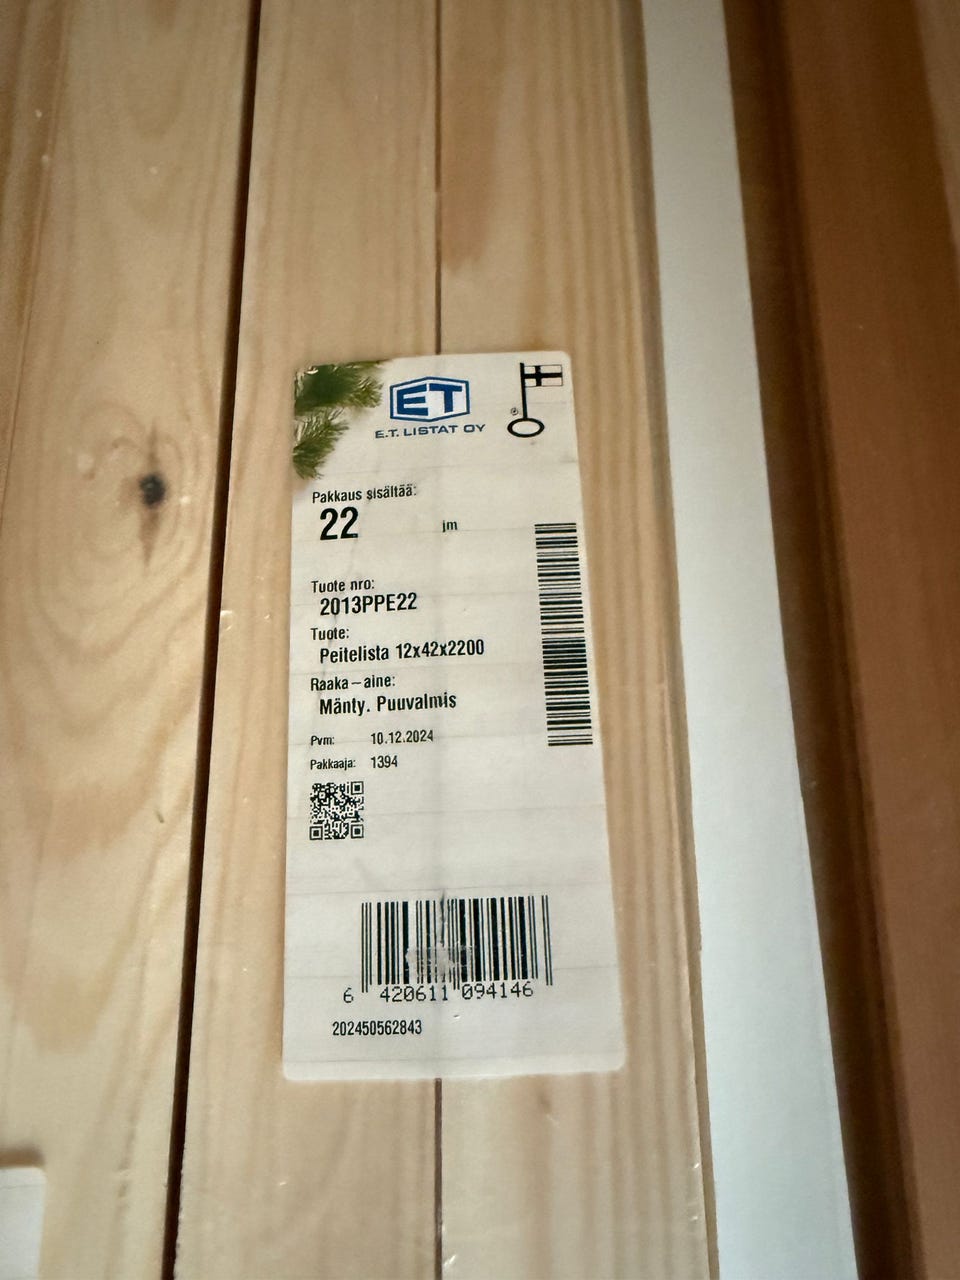 ET
E.T. LISTAT OY
Pakkaus sisältää:
22 jm
Tuote nro:
2013PPE22
Tuote:
Peitelista 12x42x2200
Raaka-aine:
Mänty. Puuvalmis
Pvm: 10.12.2024
Pakkaaja: 1394
6 420611 094146
202450562843